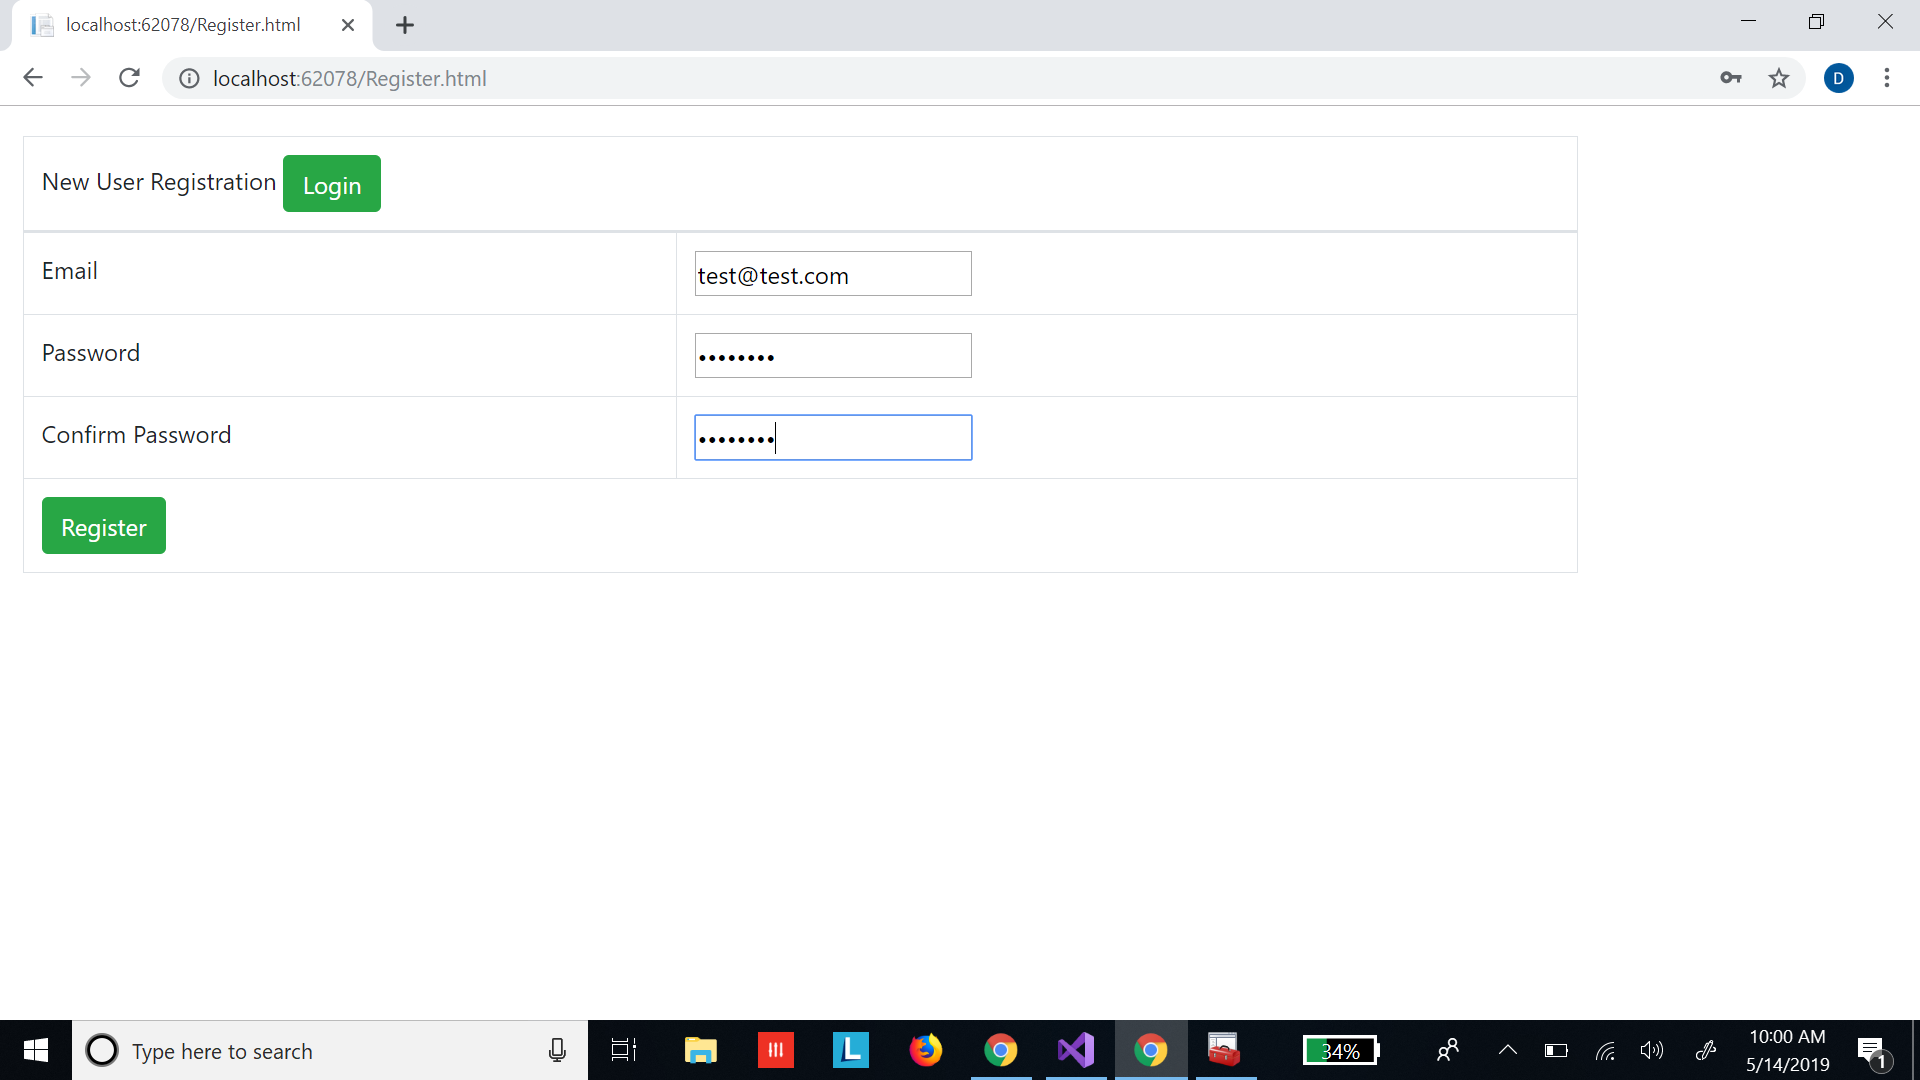 localhost:62078/Register.html
localhost:62078/Register.html
D
New User Registration Login
Email test@test.com
Password ••••••••
Confirm Password ••••••••
Register
Type here to search
L
34%
10:00 AM
5/14/2019
1